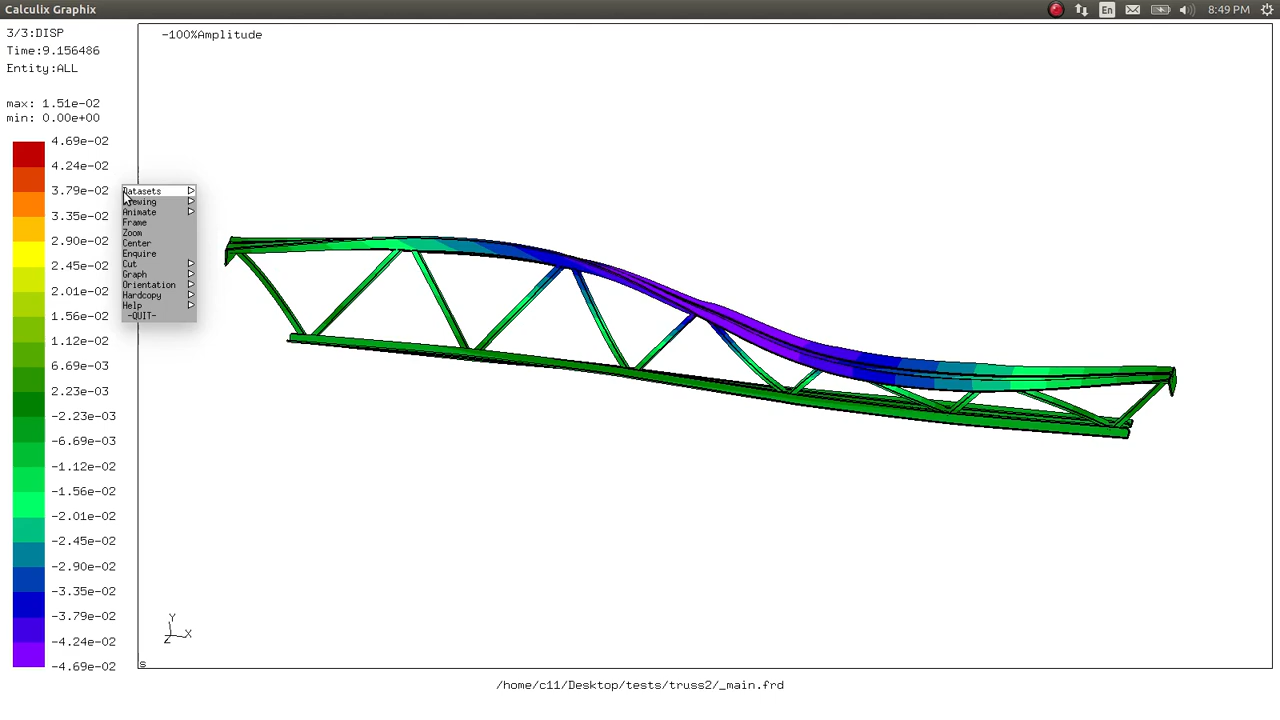 Calculix Graphix
En
8:49 PM
3/3:DISP
Time:9.156486
Entity:ALL
max: 1.51e-02
min: 0.00e+00
-100%Amplitude
4.69e-02
4.24e-02
3.79e-02
3.35e-02
2.90e-02
2.45e-02
2.01e-02
1.56e-02
1.12e-02
6.69e-03
2.23e-03
-2.23e-03
-6.69e-03
-1.12e-02
-1.56e-02
-2.01e-02
-2.45e-02
-2.90e-02
-3.35e-02
-3.79e-02
-4.24e-02
-4.69e-02
Datasets
Viewing
Animate
Frame
Zoom
Center
Enquire
Cut
Graph
Orientation
Hardcopy
Help
-QUIT-
Y
X
Z
s
/home/c11/Desktop/tests/truss2/_main.frd